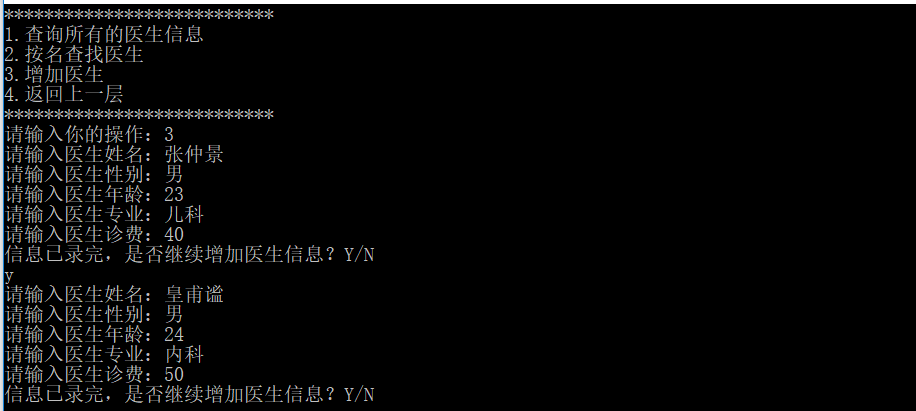 ***************************
1.查询所有的医生信息
2.按名查找医生
3.增加医生
4.返回上一层
***************************
请输入你的操作：3
请输入医生姓名：张仲景
请输入医生性别：男
请输入医生年龄：23
请输入医生专业：儿科
请输入医生诊费：40
信息已录完，是否继续增加医生信息？Y/N
y
请输入医生姓名：皇甫谧
请输入医生性别：男
请输入医生年龄：24
请输入医生专业：内科
请输入医生诊费：50
信息已录完，是否继续增加医生信息？Y/N